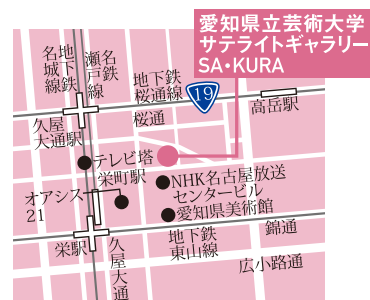 愛知県立芸術大学
サテライトギャラリー
SA・KURA
地下鉄
名城線
名鉄
瀬戸線
地下鉄
桜通線
19
高岳駅
桜通
久屋
大通駅
テレビ塔
栄町駅
NHK名古屋放送
センタービル
オアシス
21
愛知県美術館
栄駅
久屋大通
地下鉄
東山線
錦通
広小路通